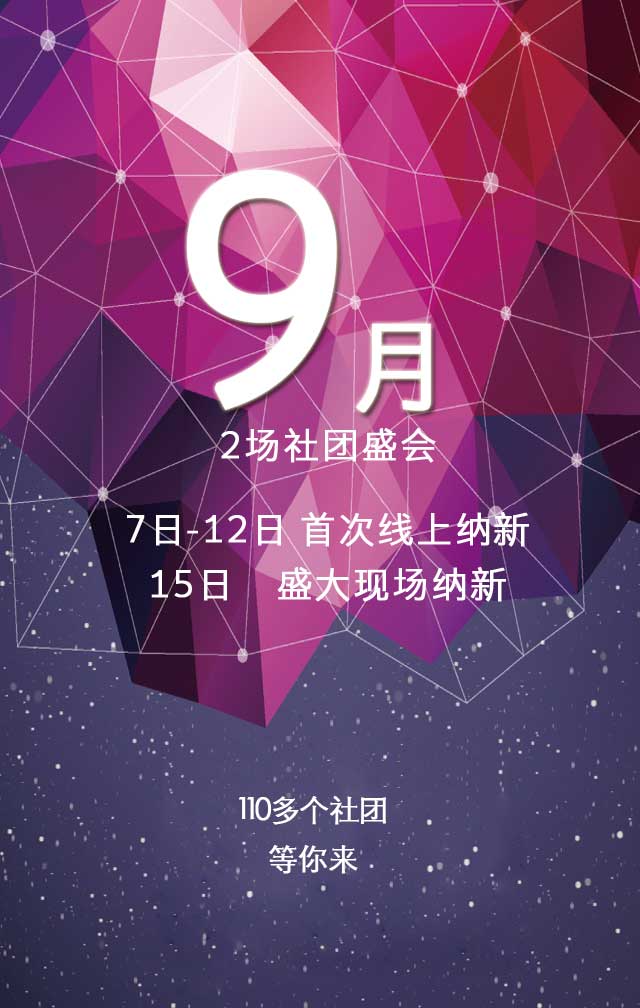 9月
2场社团盛会
7日-12日 首次线上纳新
15日 盛大现场纳新
110多个社团
等你来